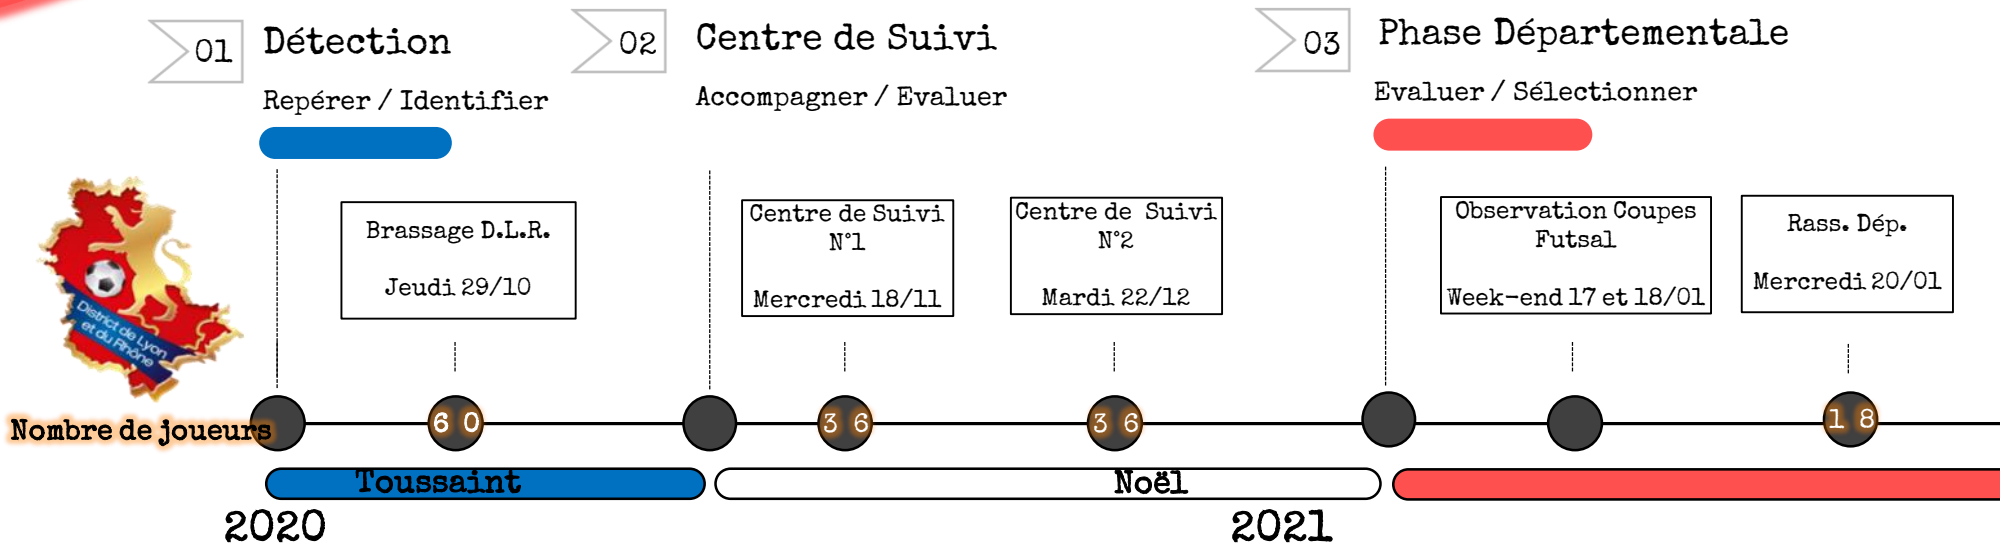 01
Détection
Repérer / Identifier
02
Centre de Suivi
Accompagner / Evaluer
03
Phase Départementale
Evaluer / Sélectionner
District de Lyon
et du Rhône
Brassage D.L.R.
Jeudi 29/10
Centre de Suivi
N°1
Mercredi 18/11
Centre de Suivi
N°2
Mardi 22/12
Observation Coupes
Futsal
Week-end 17 et 18/01
Rass. Dép.
Mercredi 20/01
Nombre de joueurs
60
36
36
18
Toussaint
Noël
2020
2021